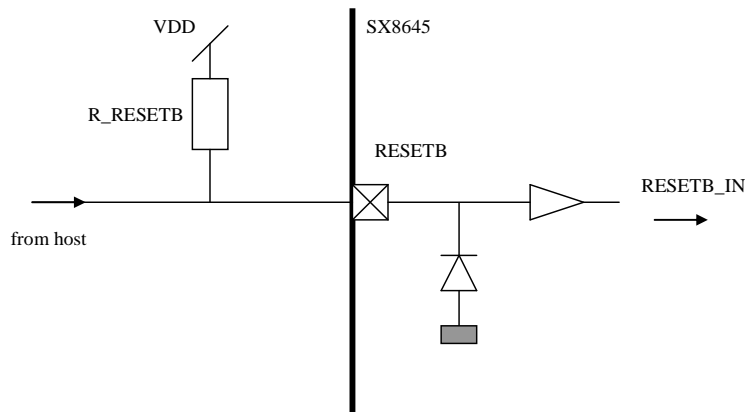 VDD
SX8645
R_RESETB
RESETB
RESETB_IN
from host